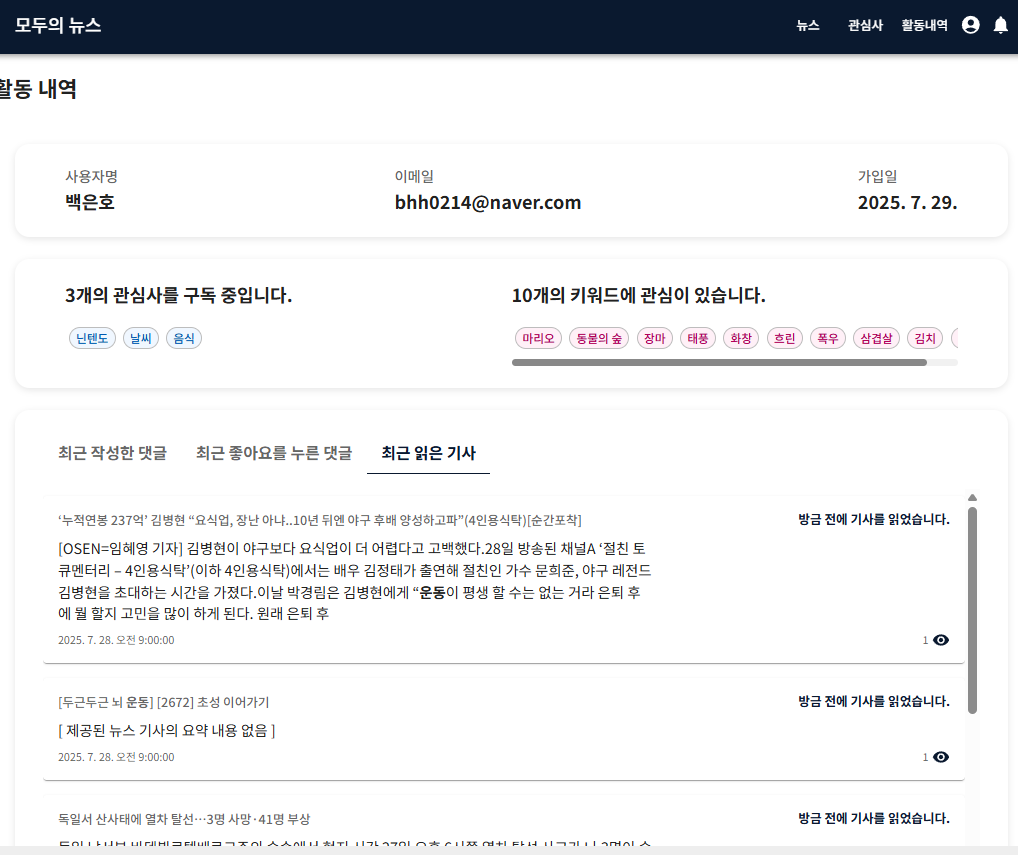 모두의 뉴스
뉴스 관심사 활동내역
활동 내역
사용자명 이메일 가입일
백은호 bhh0214@naver.com 2025. 7. 29.
3개의 관심사를 구독 중입니다. 10개의 키워드에 관심이 있습니다.
닌텐도 날씨 음식 마리오 동물의 숲 장마 태풍 화창 흐린 폭우 삼겹살 김치
최근 작성한 댓글 최근 좋아요를 누른 댓글 최근 읽은 기사
‘누적연봉 237억’ 김병현 “요식업, 장난 아냐..10년 뒤엔 야구 후배 양성하고파”(4인용식탁)[순간포착] 방금 전에 기사를 읽었습니다.
[OSEN=임혜영 기자] 김병현이 야구보다 요식업이 더 어렵다고 고백했다.28일 방송된 채널A ‘절친 토
큐멘터리 – 4인용식탁’(이하 4인용식탁)에서는 배우 김정태가 출연해 절친인 가수 문희준, 야구 레전드
김병현을 초대하는 시간을 가졌다.이날 박경림은 김병현에게 “운동이 평생 할 수는 없는 거라 은퇴 후
에 뭘 할지 고민을 많이 하게 된다. 원래 은퇴 후
2025. 7. 28. 오전 9:00:00 1
[두근두근 뇌 운동] [2672] 초성 이어가기 방금 전에 기사를 읽었습니다.
[ 제공된 뉴스 기사의 요약 내용 없음 ]
2025. 7. 28. 오전 9:00:00 1
독일서 산사태에 열차 탈선…3명 사망·41명 부상 방금 전에 기사를 읽었습니다.